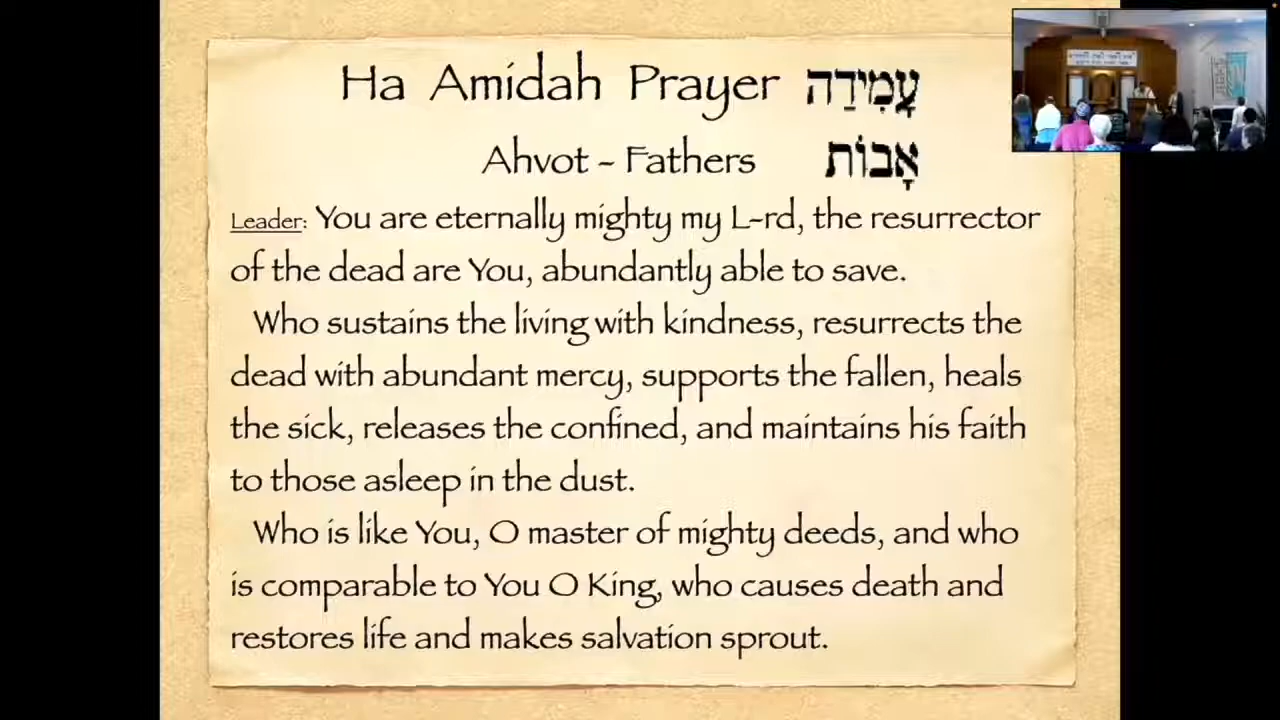 Ha Amidah Prayer עֲמִידַה
Ahvot - Fathers אָבוֹת
Leader: You are eternally mighty my L-rd, the resurrector
of the dead are You, abundantly able to save.
Who sustains the living with kindness, resurrects the
dead with abundant mercy, supports the fallen, heals
the sick, releases the confined, and maintains his faith
to those asleep in the dust.
Who is like You, O master of mighty deeds, and who
is comparable to You O King, who causes death and
restores life and makes salvation sprout.